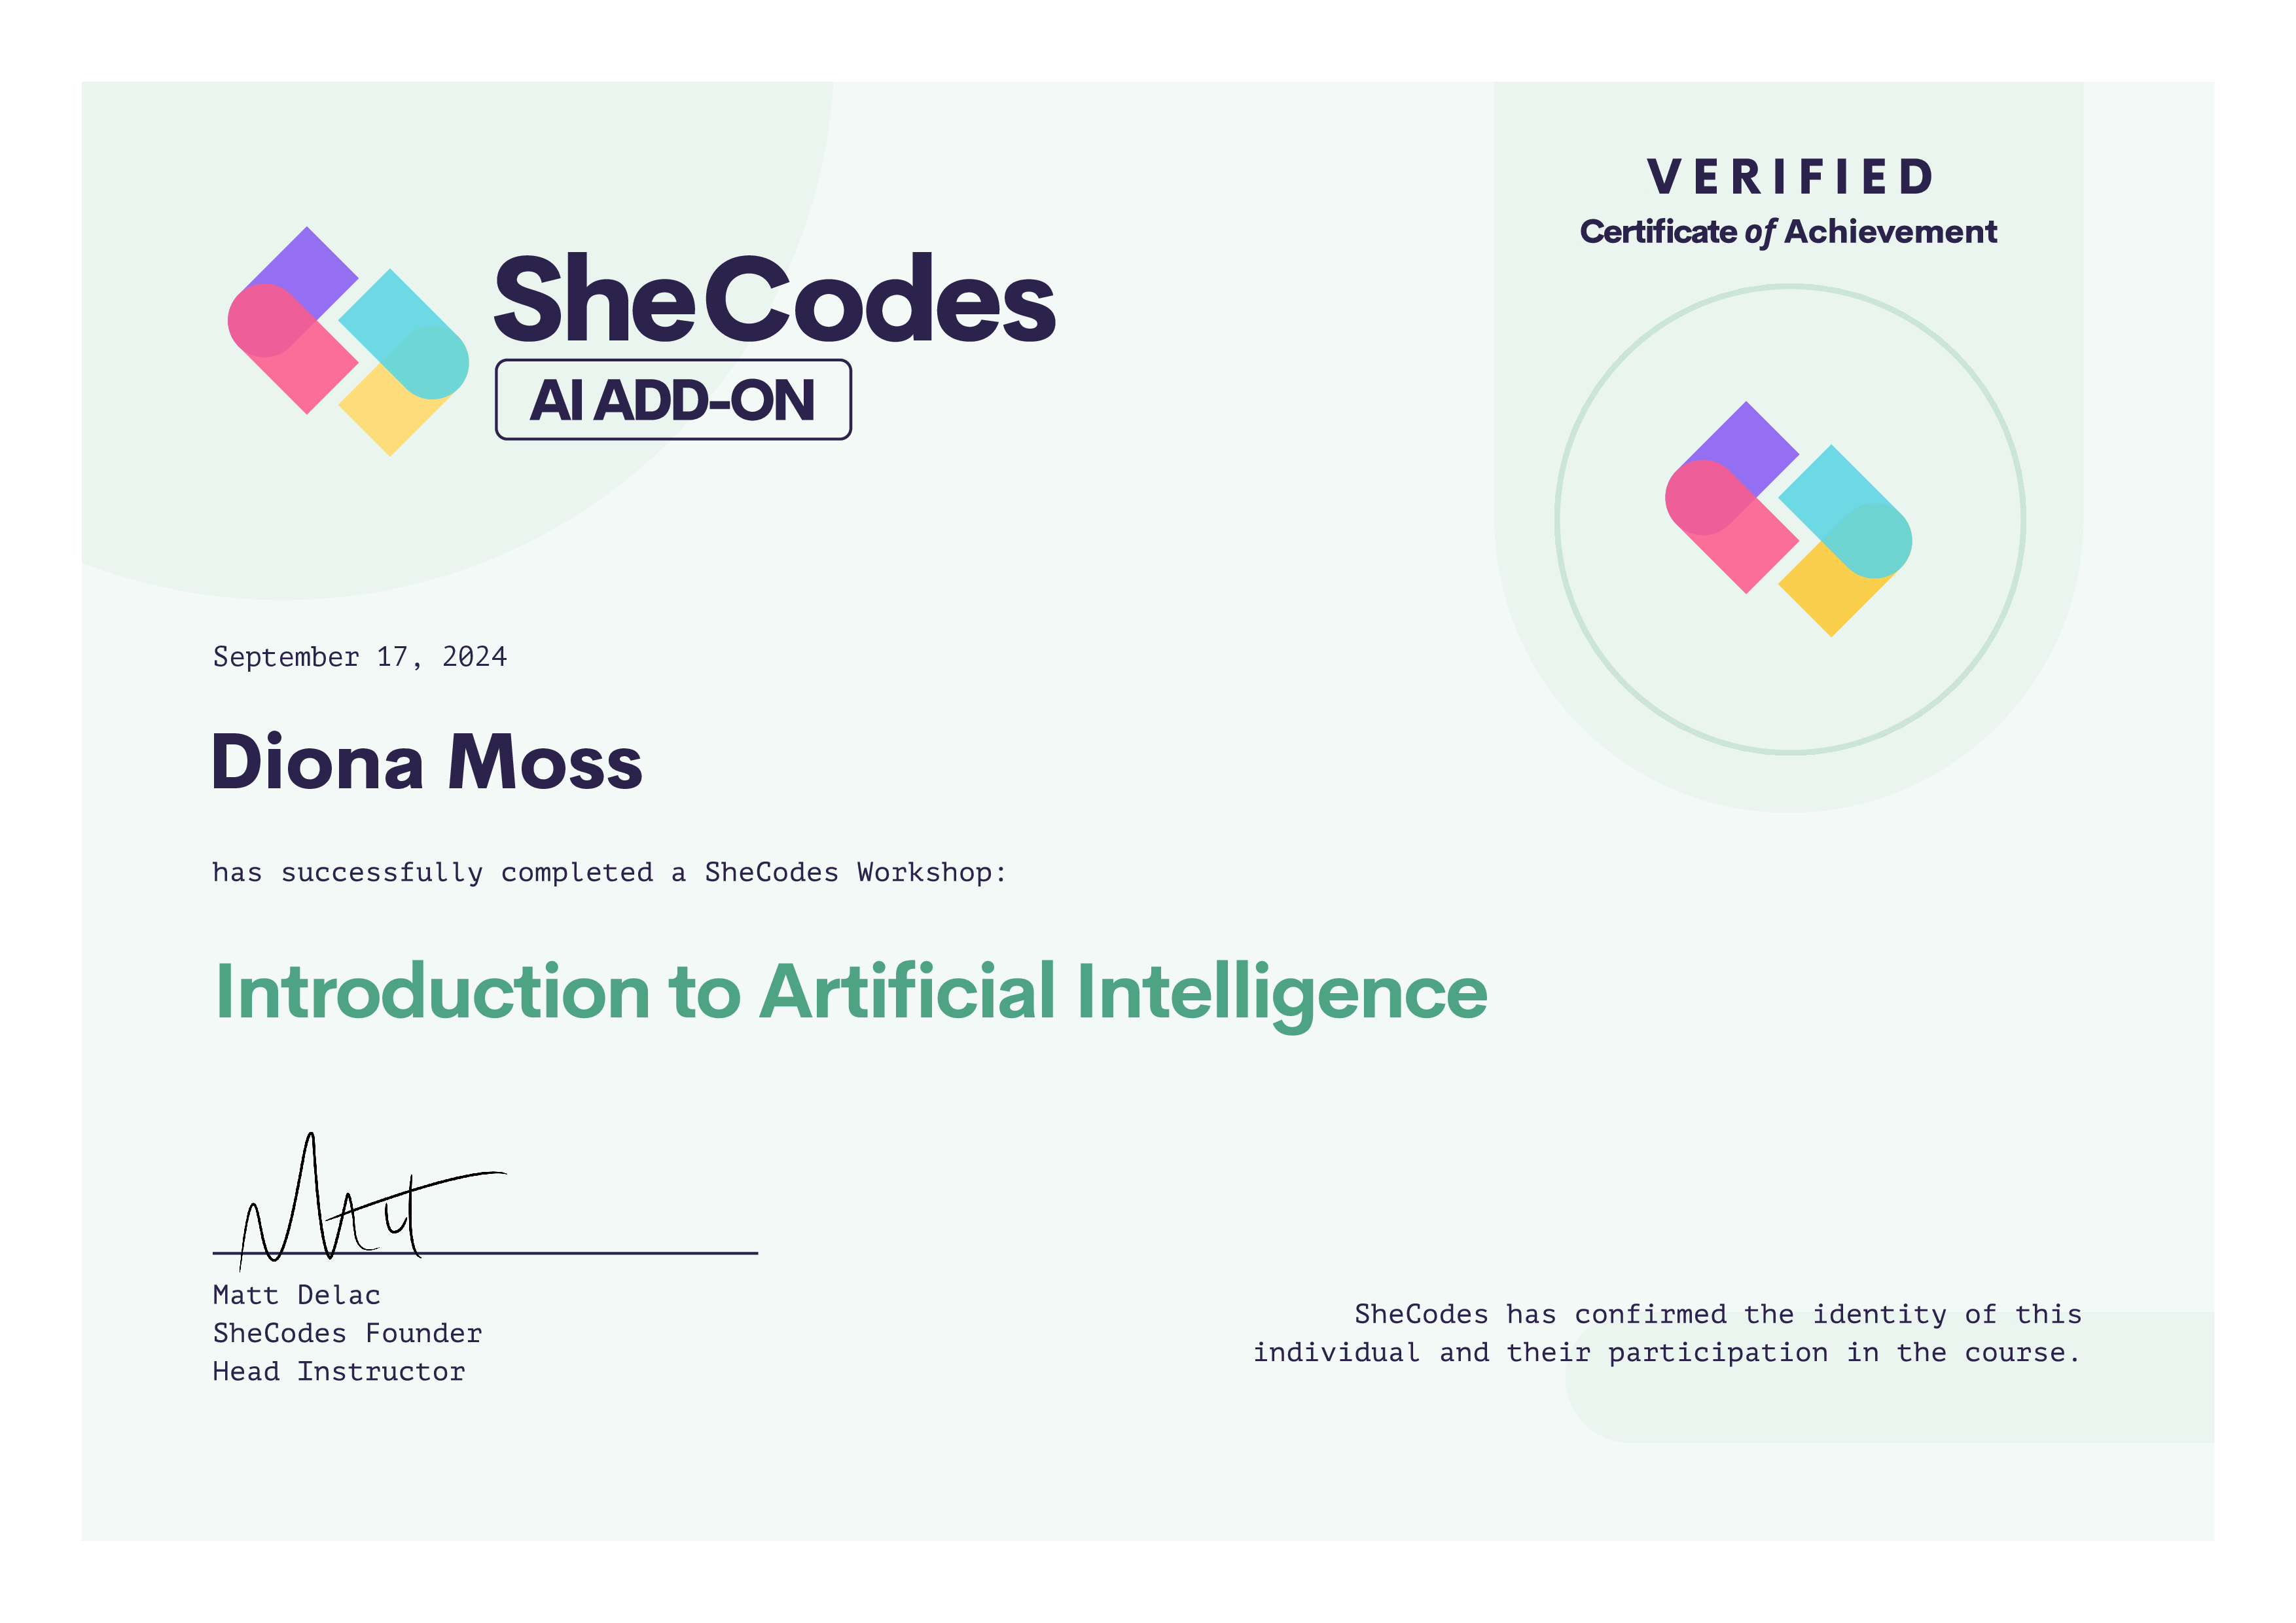 SheCodes
AI ADD-ON
VERIFIED
Certificate of Achievement
September 17, 2024
Diona Moss
has successfully completed a SheCodes Workshop:
Introduction to Artificial Intelligence
Matt
Matt Delac
SheCodes Founder
Head Instructor
SheCodes has confirmed the identity of this
individual and their participation in the course.